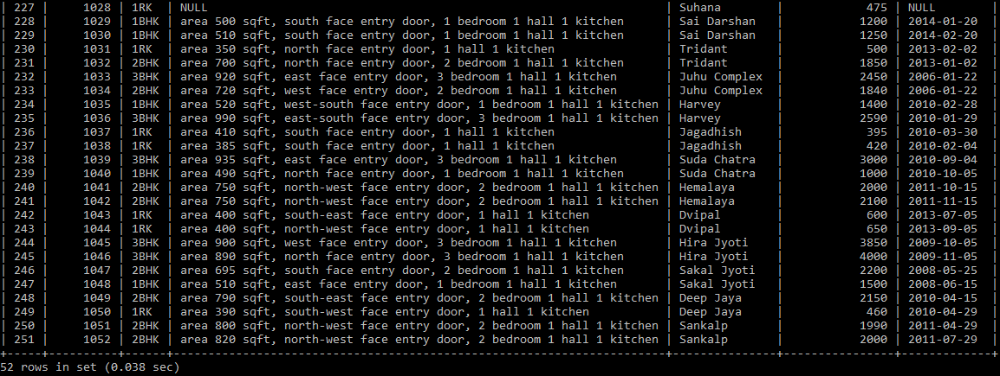 | 227 | 1028 | 1RK | NULL | Suhana | 475 | NULL |
| 228 | 1029 | 1BHK | area 500 sqft, south face entry door, 1 bedroom 1 hall 1 kitchen | Sai Darshan | 1200 | 2014-01-20 |
| 229 | 1030 | 1BHK | area 510 sqft, south face entry door, 1 bedroom 1 hall 1 kitchen | Sai Darshan | 1250 | 2014-02-20 |
| 230 | 1031 | 1RK | area 350 sqft, north face entry door, 1 hall 1 kitchen | Tridant | 500 | 2013-02-02 |
| 231 | 1032 | 2BHK | area 700 sqft, north face entry door, 2 bedroom 1 hall 1 kitchen | Tridant | 1850 | 2013-01-02 |
| 232 | 1033 | 3BHK | area 920 sqft, east face entry door, 3 bedroom 1 hall 1 kitchen | Juhu Complex | 2450 | 2006-01-22 |
| 233 | 1034 | 2BHK | area 720 sqft, west face entry door, 2 bedroom 1 hall 1 kitchen | Juhu Complex | 1840 | 2006-01-22 |
| 234 | 1035 | 1BHK | area 520 sqft, west-south face entry door, 1 bedroom 1 hall 1 kitchen | Harvey | 1400 | 2010-02-28 |
| 235 | 1036 | 3BHK | area 990 sqft, east-south face entry door, 3 bedroom 1 hall 1 kitchen | Harvey | 2590 | 2010-01-29 |
| 236 | 1037 | 1RK | area 410 sqft, south face entry door, 1 hall 1 kitchen | Jagadhish | 395 | 2010-03-30 |
| 237 | 1038 | 1RK | area 385 sqft, south face entry door, 1 hall 1 kitchen | Jagadhish | 420 | 2010-02-04 |
| 238 | 1039 | 3BHK | area 935 sqft, east face entry door, 3 bedroom 1 hall 1 kitchen | Suda Chatra | 3000 | 2010-09-04 |
| 239 | 1040 | 1BHK | area 490 sqft, north face entry door, 1 bedroom 1 hall 1 kitchen | Suda Chatra | 1000 | 2010-10-05 |
| 240 | 1041 | 2BHK | area 750 sqft, north-west face entry door, 2 bedroom 1 hall 1 kitchen | Hemalaya | 2000 | 2011-10-15 |
| 241 | 1042 | 2BHK | area 750 sqft, north-west face entry door, 2 bedroom 1 hall 1 kitchen | Hemalaya | 2100 | 2011-11-15 |
| 242 | 1043 | 1RK | area 400 sqft, south-east face entry door, 1 hall 1 kitchen | Dvipal | 600 | 2013-07-05 |
| 243 | 1044 | 1RK | area 400 sqft, north-west face entry door, 1 hall 1 kitchen | Dvipal | 650 | 2013-09-05 |
| 244 | 1045 | 3BHK | area 900 sqft, west face entry door, 3 bedroom 1 hall 1 kitchen | Hira Jyoti | 3850 | 2009-10-05 |
| 245 | 1046 | 3BHK | area 890 sqft, north face entry door, 3 bedroom 1 hall 1 kitchen | Hira Jyoti | 4000 | 2009-11-05 |
| 246 | 1047 | 2BHK | area 695 sqft, south face entry door, 2 bedroom 1 hall 1 kitchen | Sakal Jyoti | 2200 | 2008-05-25 |
| 247 | 1048 | 1BHK | area 510 sqft, east face entry door, 1 bedroom 1 hall 1 kitchen | Sakal Jyoti | 1500 | 2008-06-15 |
| 248 | 1049 | 2BHK | area 790 sqft, south-east face entry door, 2 bedroom 1 hall 1 kitchen | Deep Jaya | 2150 | 2010-04-15 |
| 249 | 1050 | 1RK | area 390 sqft, south-west face entry door, 1 hall 1 kitchen | Deep Jaya | 460 | 2010-04-29 |
| 250 | 1051 | 2BHK | area 800 sqft, north-west face entry door, 2 bedroom 1 hall 1 kitchen | Sankalp | 1990 | 2011-04-29 |
| 251 | 1052 | 2BHK | area 820 sqft, north-west face entry door, 2 bedroom 1 hall 1 kitchen | Sankalp | 2000 | 2011-07-29 |
52 rows in set (0.038 sec)